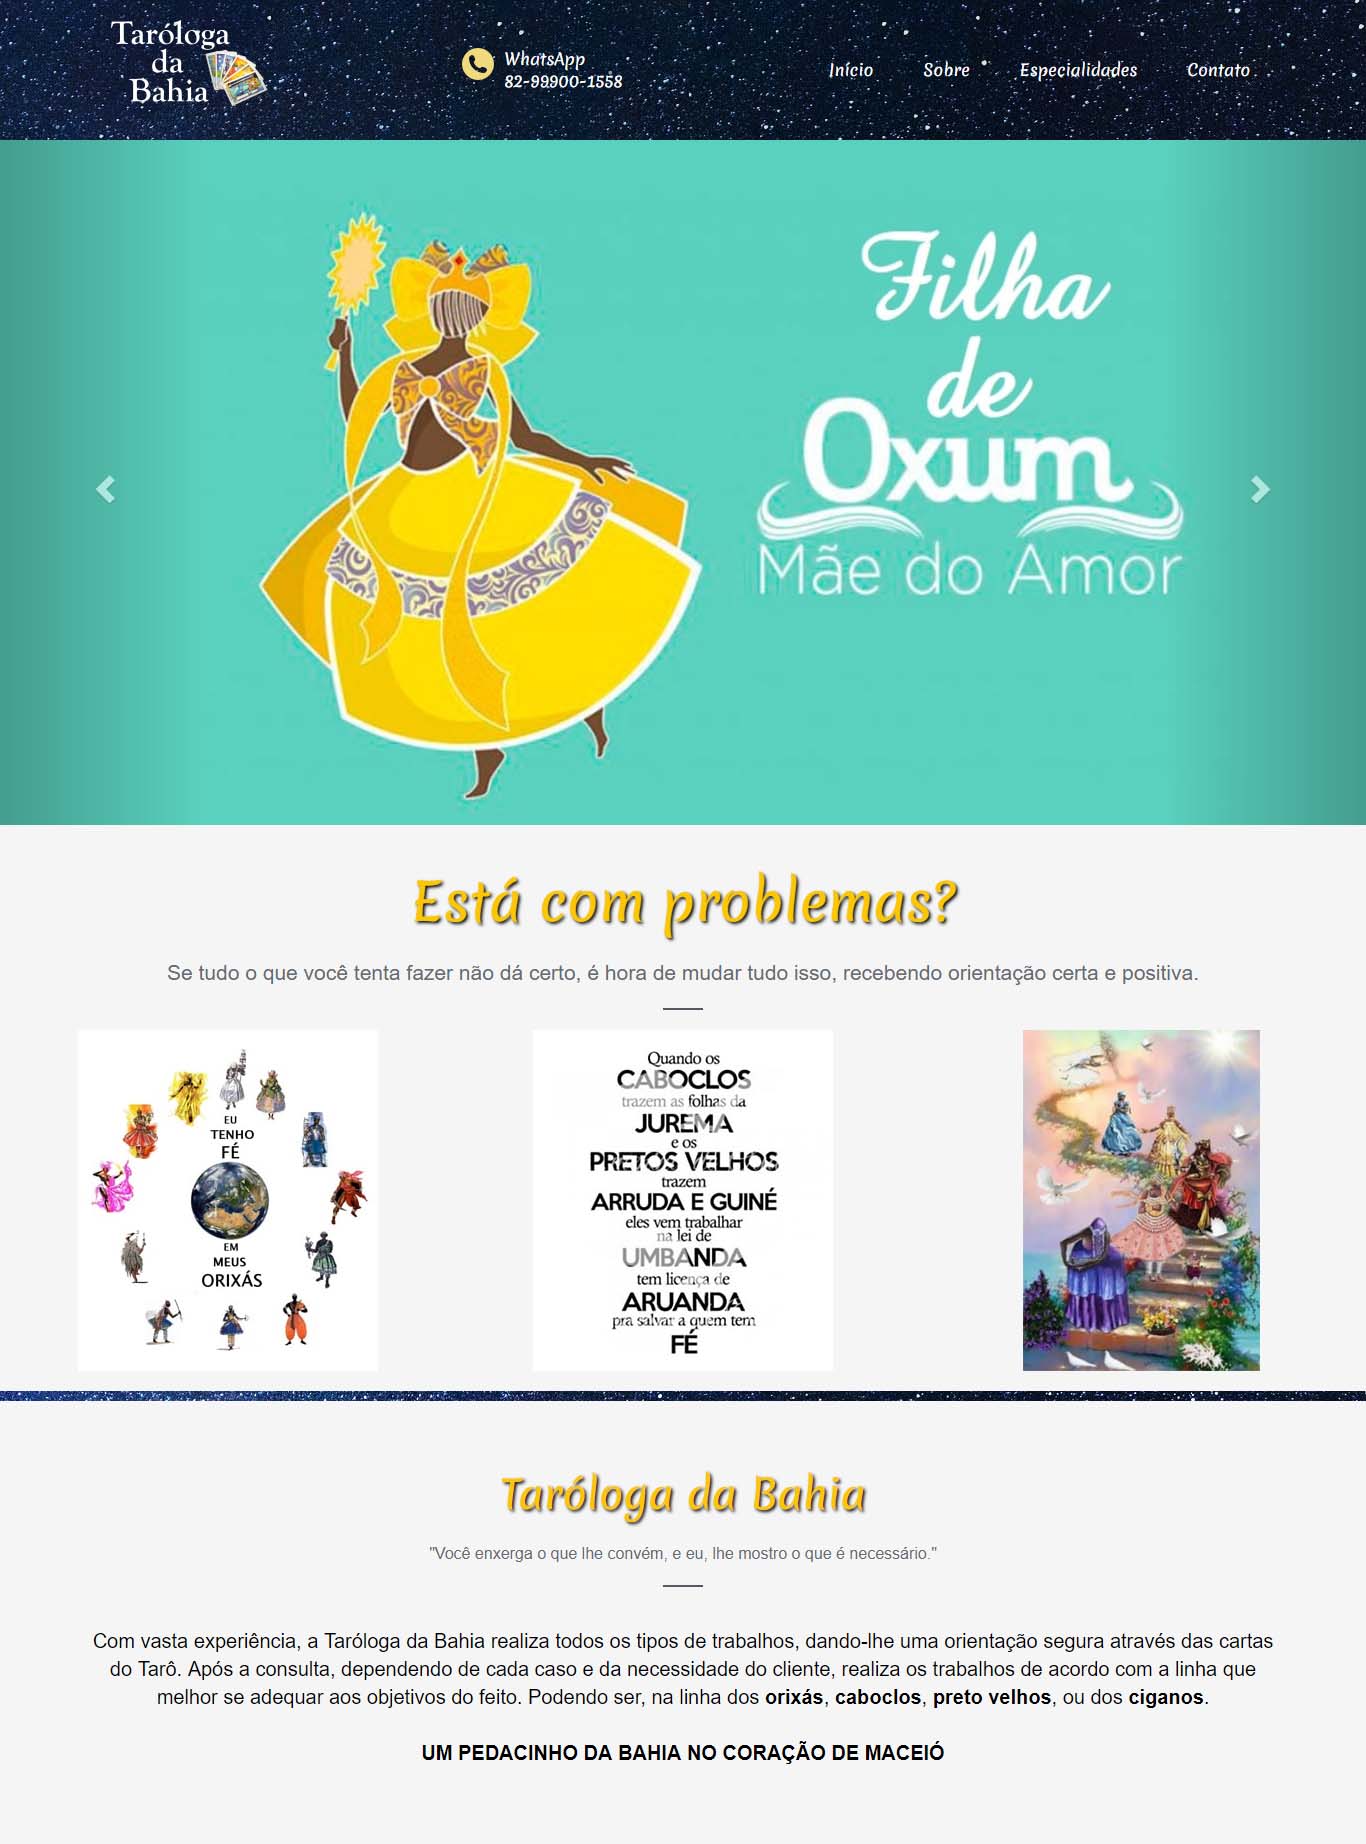 Taróloga
da
Bahia
WhatsApp
82-99900-1558
Início
Sobre
Especialidades
Contato
Filha
de
Oxum
Mãe do Amor
Está com problemas?
Se tudo o que você tenta fazer não dá certo, é hora de mudar tudo isso, recebendo orientação certa e positiva.
EU
TENHO
FÉ
EM
MEUS
ORIXÁS
Quando os
CABOCLOS
trazem as folhas da
JUREMA
e os
PRETOS VELHOS
trazem
ARRUDA E GUINÉ
eles vem trabalhar
na lei de
UMBANDA
tem licença de
ARUANDA
pra salvar a quem tem
FÉ
Taróloga da Bahia
"Você enxerga o que lhe convém, e eu, lhe mostro o que é necessário."
Com vasta experiência, a Taróloga da Bahia realiza todos os tipos de trabalhos, dando-lhe uma orientação segura através das cartas
do Tarô. Após a consulta, dependendo de cada caso e da necessidade do cliente, realiza os trabalhos de acordo com a linha que
melhor se adequar aos objetivos do feito. Podendo ser, na linha dos orixás, caboclos, preto velhos, ou dos ciganos.
UM PEDACINHO DA BAHIA NO CORAÇÃO DE MACEIÓ